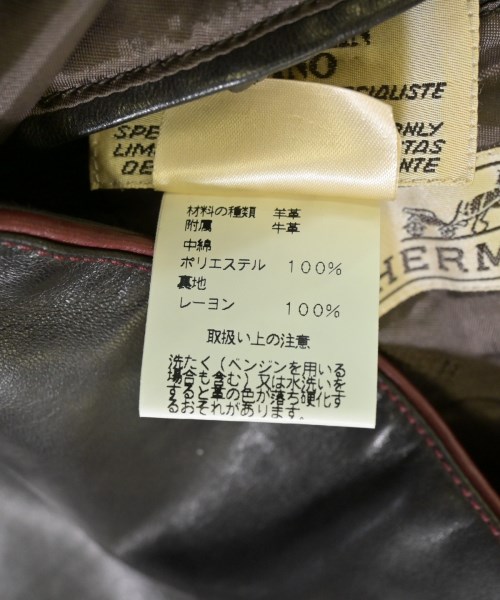 NO
CIALISTE
SPE
NLY
LIM
TAS
DE
NTE
HERM
材料の種類 羊革
附属 牛革
中綿
ポリエステル 100%
裏地
レーヨン 100%
取扱い上の注意
洗たく(ベンジンを用いる
場合も含む)又は水洗いを
すると革の色が落ち硬化す
るおそれがあります。